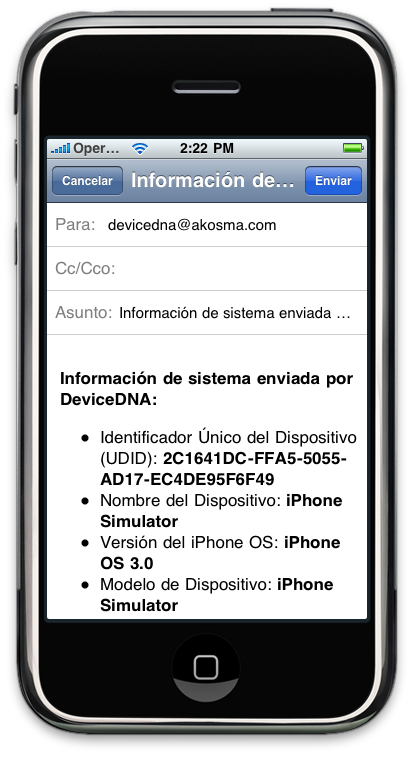 Oper... 2:22 PM
Cancelar Información de... Enviar
Para: devicedna@akosma.com
Cc/Cco:
Asunto: Información de sistema enviada ...
Información de sistema enviada por
DeviceDNA:
• Identificador Único del Dispositivo
(UDID): 2C1641DC-FFA5-5055-
AD17-EC4DE95F6F49
• Nombre del Dispositivo: iPhone
Simulator
• Versión del iPhone OS: iPhone
OS 3.0
• Modelo de Dispositivo: iPhone
Simulator